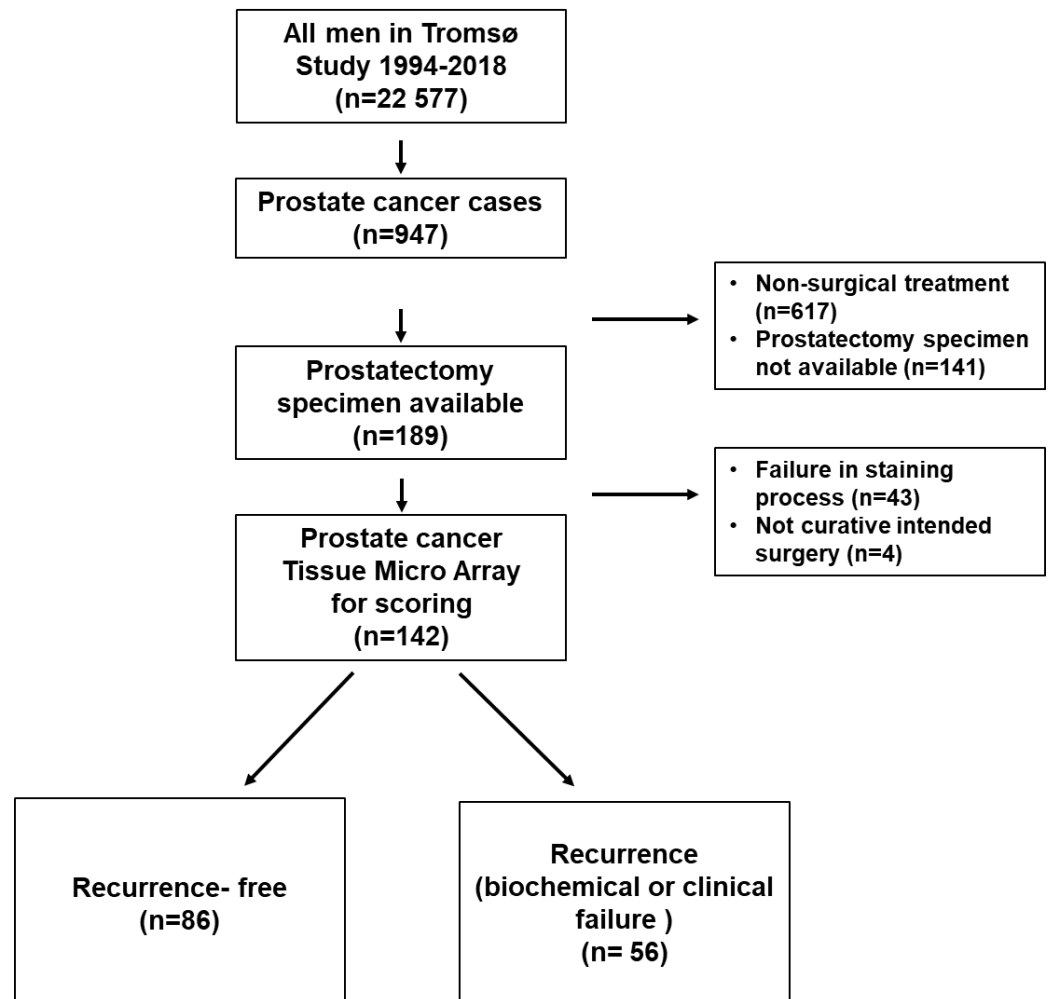 All men in Tromsø
Study 1994-2018
(n=22 577)
Prostate cancer cases
(n=947)
• Non-surgical treatment
(n=617)
• Prostatectomy specimen
not available (n=141)
Prostatectomy
specimen available
(n=189)
• Failure in staining
process (n=43)
• Not curative intended
surgery (n=4)
Prostate cancer
Tissue Micro Array
for scoring
(n=142)
Recurrence- free
(n=86)
Recurrence
(biochemical or clinical
failure )
(n= 56)